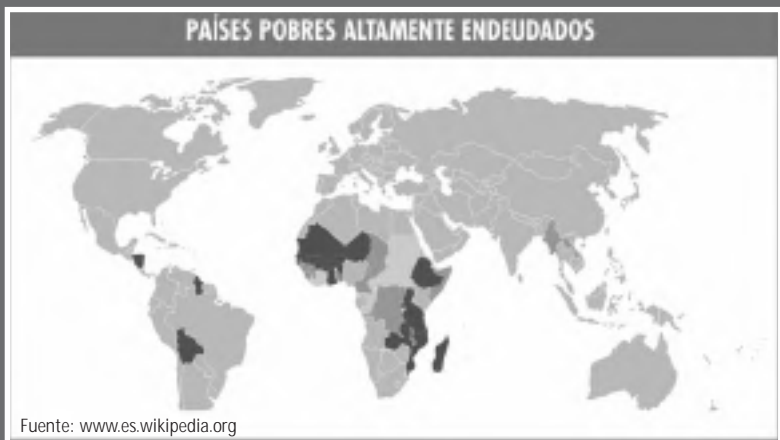 PAÍSES POBRES ALTAMENTE ENDEUDADOS
Fuente: www.es.wikipedia.org